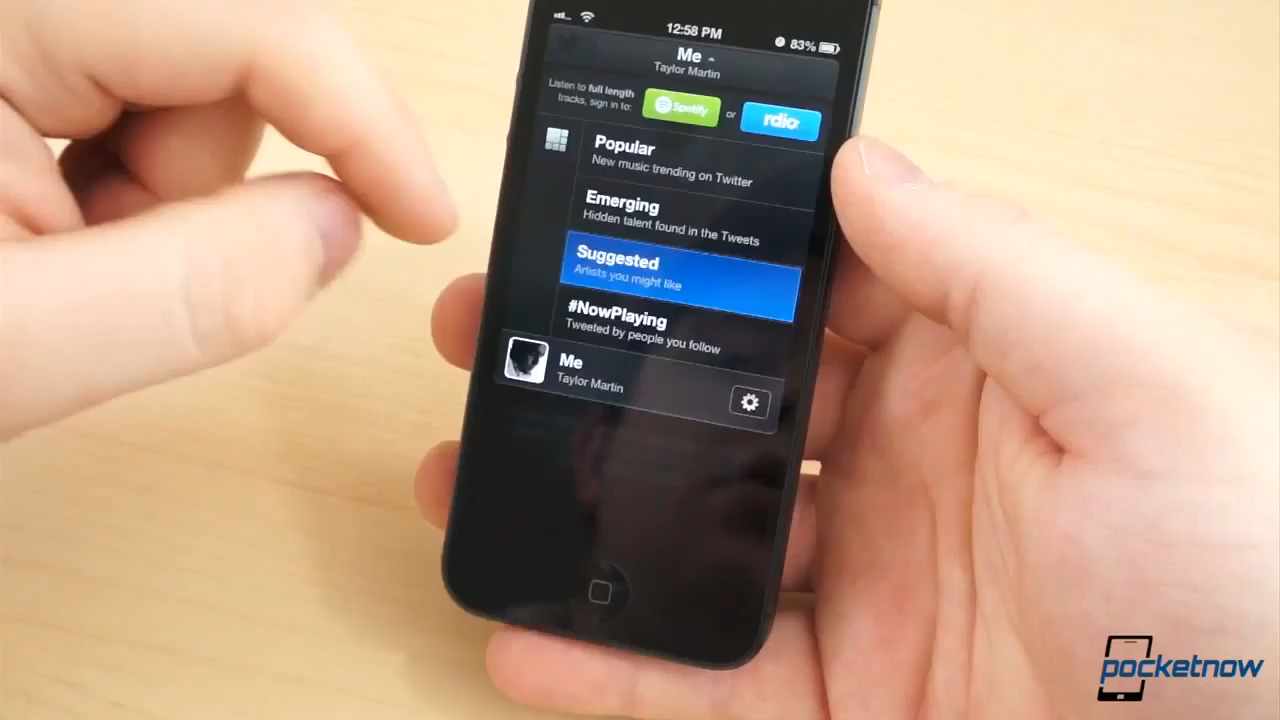 12:58 PM
83%
Me
Taylor Martin
Listen to full length
tracks, sign in to:
Spotify
or
rdio
Popular
New music trending on Twitter
Emerging
Hidden talent found in the Tweets
Suggested
Artists you might like
#NowPlaying
Tweeted by people you follow
Me
Taylor Martin
pocketnow